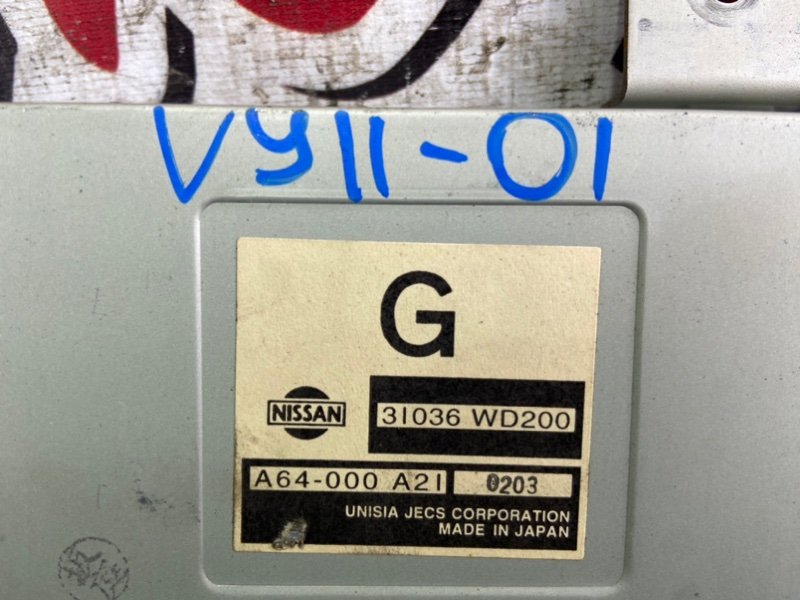 VY11-01
G
NISSAN
31036 WD200
A64-000 A21
0203
UNISIA JECS CORPORATION
MADE IN JAPAN